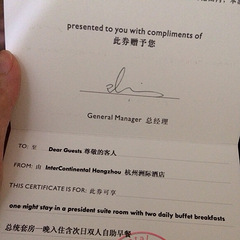 presented to you with compliments of
此券赠予您
General Manager 总经理
TO: 至 Dear Guests 尊敬的客人
FROM: 由 InterContinental Hangzhou 杭州洲际酒店
THIS CERTIFICATE IS FOR: 此券可享
one night stay in a president suite room with two daily buffet breakfasts
总统套房一晚入住含次日双人自助早餐